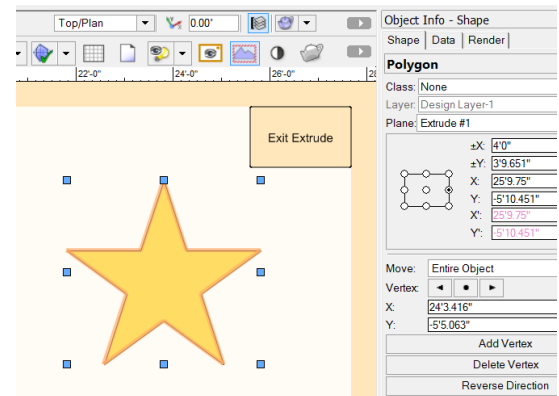 Top/Plan 0.00°
Object Info - Shape
Shape Data Render
22'-0" 24'-0" 26'-0"
Polygon
Class: None
Layer: Design Layer-1
Plane: Extrude #1
Exit Extrude
±X: 4'0"
±Y: 3'9.651"
X: 25'9.75"
Y: -5'10.451"
X': 25'9.75"
Y': -5'10.451"
Move: Entire Object
Vertex:
X: 24'3.416"
Y: -5'5.063"
Add Vertex
Delete Vertex
Reverse Direction